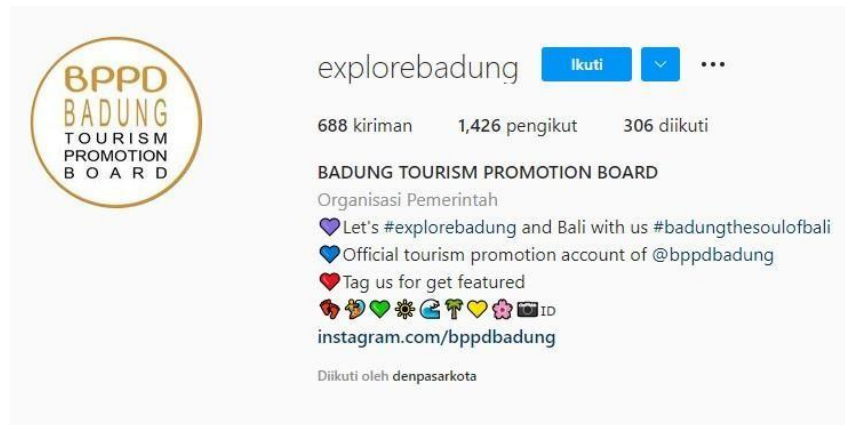 BPPD
BADUNG
TOURISM
PROMOTION
BOARD
explorebadung Ikuti
688 kiriman 1,426 pengikut 306 diikuti
BADUNG TOURISM PROMOTION BOARD
Organisasi Pemerintah
💜Let's #explorebadung and Bali with us #badungthesoulofbali
💙Official tourism promotion account of @bppdbadung
❤️Tag us for get featured
👣🏄💚☀️🌊🌴💛🌸📷ID
instagram.com/bppdbadung
Diikuti oleh denpasarkota